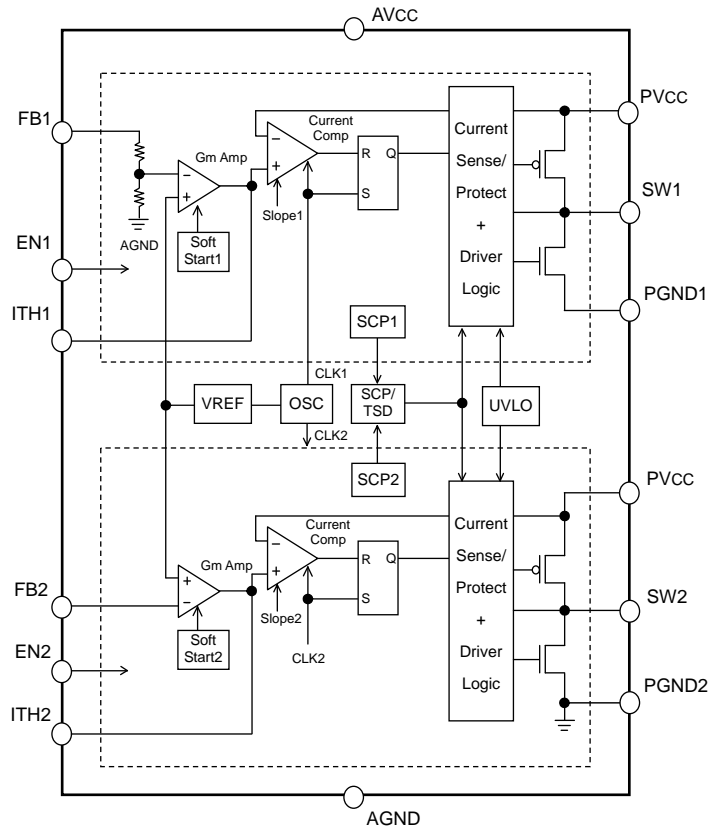 AVCC
FB1
EN1
ITH1
FB2
EN2
ITH2
PVCC
SW1
PGND1
PVCC
SW2
PGND2
AGND
AGND
Gm Amp
−
+
Soft
Start1
Current
Comp
−
+
Slope1
R
Q
S
Current
Sense/
Protect
+
Driver
Logic
CLK1
VREF
OSC
CLK2
SCP1
SCP/
TSD
SCP2
UVLO
Gm Amp
+
−
Soft
Start2
Current
Comp
−
+
Slope2
CLK2
R
Q
S
Current
Sense/
Protect
+
Driver
Logic